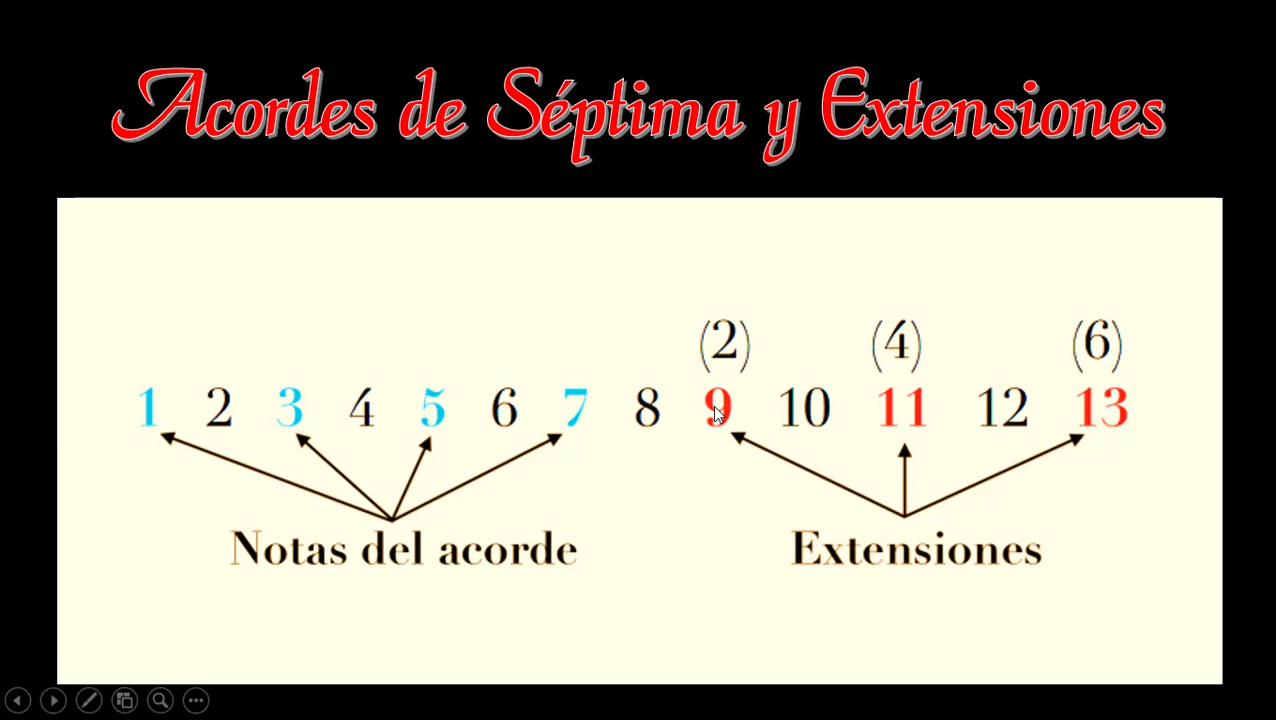 Acordes de Séptima y Extensiones
(2) (4) (6)
1 2 3 4 5 6 7 8 9 10 11 12 13
Notas del acorde
Extensiones